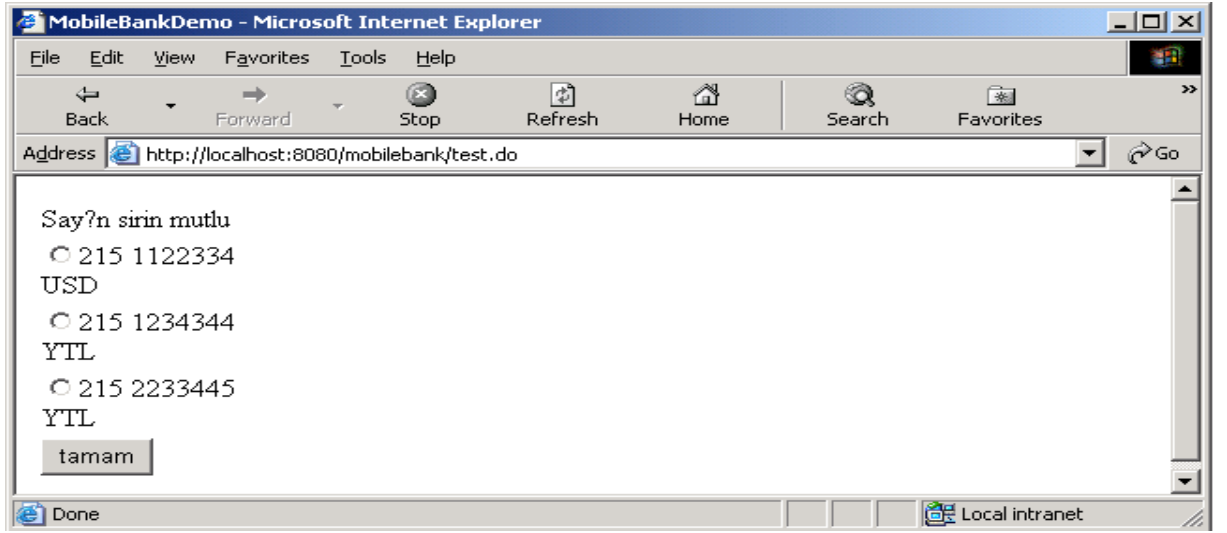 MobileBankDemo - Microsoft Internet Explorer
File Edit View Favorites Tools Help
Back Forward Stop Refresh Home Search Favorites »
Address http://localhost:8080/mobilebank/test.do Go
Say?n sirin mutlu
215 1122334
USD
215 1234344
YTL
215 2233445
YTL
tamam
Done Local intranet